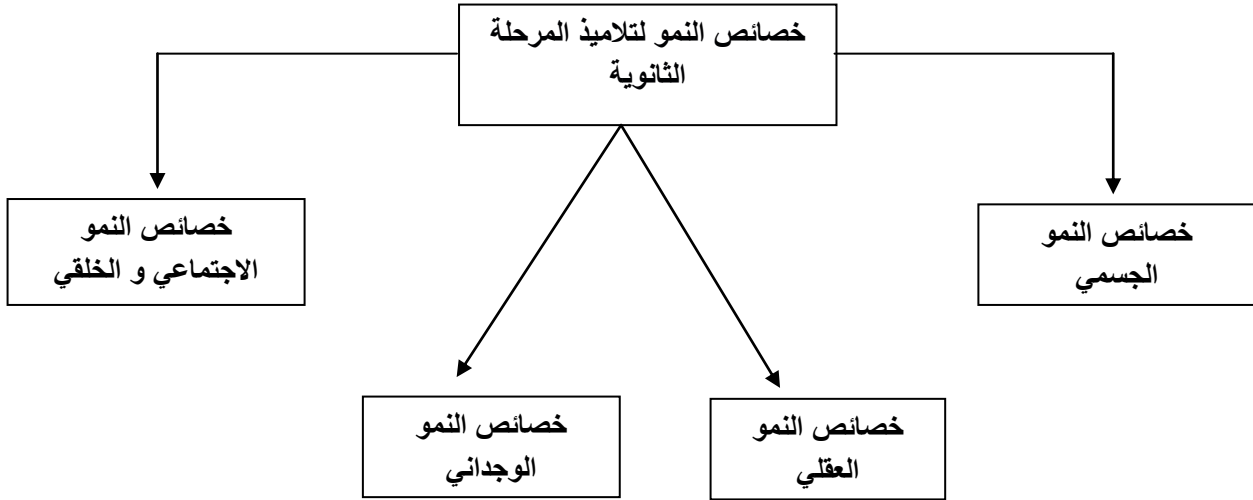 خصائص النمو لتلاميذ المرحلة
الثانوية
خصائص النمو
الجسمي
خصائص النمو
العقلي
خصائص النمو
الوجداني
خصائص النمو
الاجتماعي و الخلقي